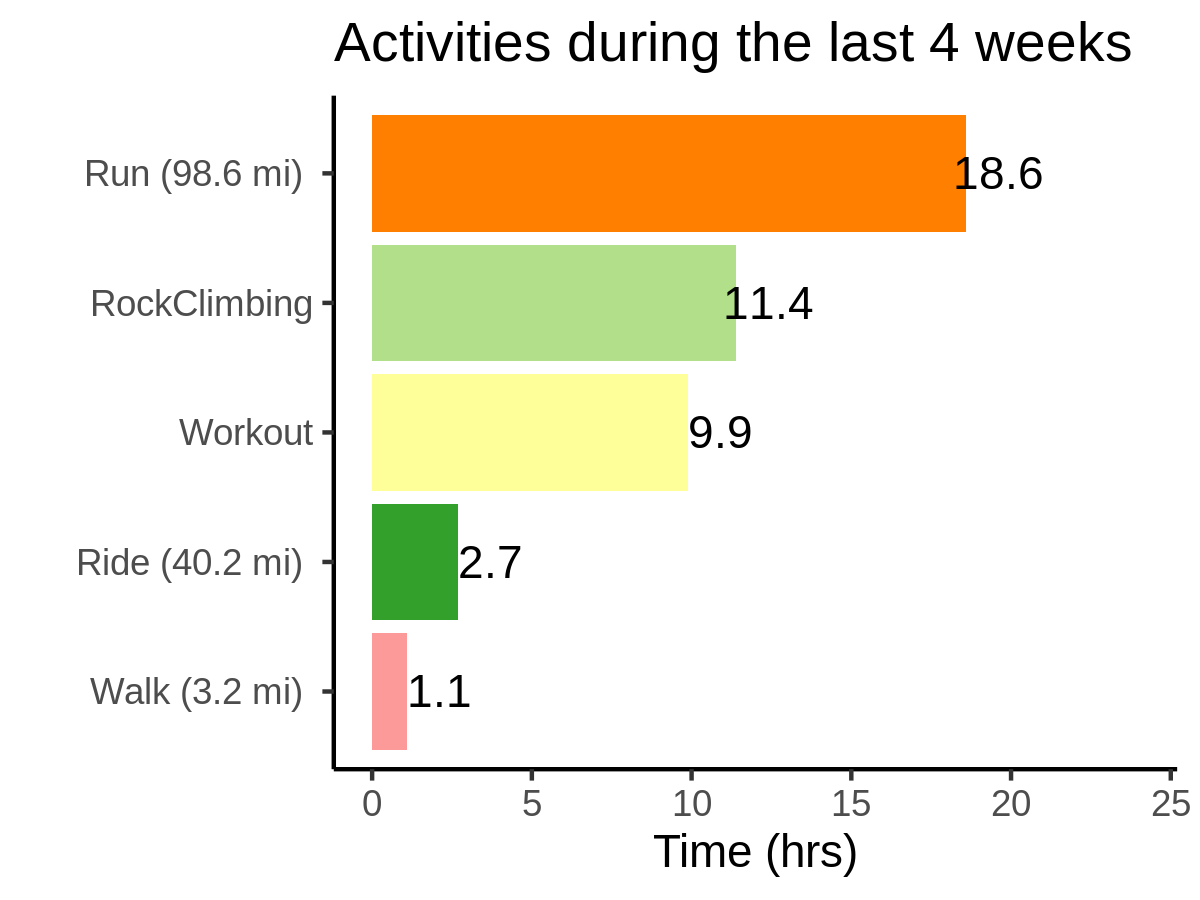 Activities during the last 4 weeks
Run (98.6 mi) 18.6
RockClimbing 11.4
Workout 9.9
Ride (40.2 mi) 2.7
Walk (3.2 mi) 1.1
0 5 10 15 20 25
Time (hrs)